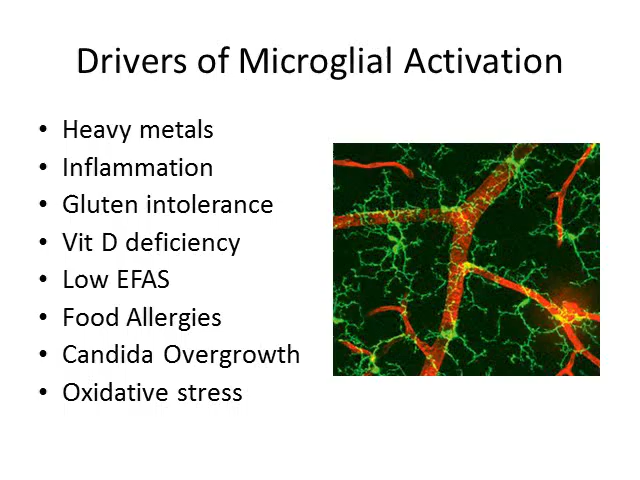 Drivers of Microglial Activation
• Heavy metals
• Inflammation
• Gluten intolerance
• Vit D deficiency
• Low EFAS
• Food Allergies
• Candida Overgrowth
• Oxidative stress